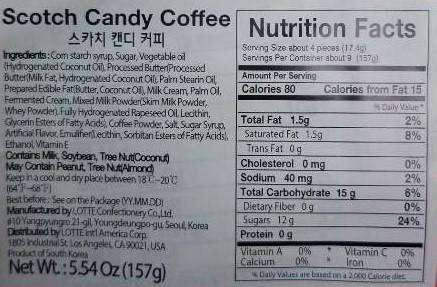 Scotch Candy Coffee
스카치 캔디 커피
Ingredients: Corn starch syrup, Sugar, Vegetable oil
(Hydrogenated Coconut Oil), Processed Butter(Processed
Butter(Milk Fat, Hydrogenated Coconut Oil), Palm Stearin Oil,
Prepared Edible Fat(Butter, Coconut Oil), Milk Cream, Palm Oil,
Fermented Cream, Mixed Milk Powder(Skim Milk Powder,
Whey Powder), Fully Hydrogenated Rapeseed Oil, Lecithin,
Glycerin Esters of Fatty Acids), Coffee Powder, Salt, Sugar Syrup,
Artificial Flavor, Emulifier(Lecithin, Sorbitan Esters of Fatty Acids),
Ethanol, Vitamin E
Contains Milk, Soybean, Tree Nut(Coconut)
May Contain Peanut, Tree Nut(Almond)
Keep in a cool and dry place between 18℃~20℃
(64℉~68℉)
Best before : See on the Package (YY.MM.DD)
Manufactured by LOTTE Confectionery Co., Ltd.
#10 Yangpyungro 21-gil, Youngdeungpo-gu, Seoul, Korea
Distributed by LOTTE Int'l America Corp.
1805 Industrial St. Los Angeles, CA 90021, USA
Product of South Korea
Net Wt. : 5.54 Oz (157g)
Nutrition Facts
Serving Size about 4 pieces (17.4g)
Servings Per Container about 9 (157g)
Amount Per Serving
Calories 80 Calories from Fat 15
% Daily Value *
Total Fat 1.5g 2%
Saturated Fat 1.5g 8%
Trans Fat 0 g
Cholesterol 0 mg 0%
Sodium 40 mg 2%
Total Carbohydrate 15 g 6%
Dietary Fiber 0 g 0%
Sugars 12 g 24%
Protein 0 g
Vitamin A 0% * Vitamin C 0%
Calcium 0% * Iron 0%
* % Daily Values are based on a 2,000 Calorie diet.